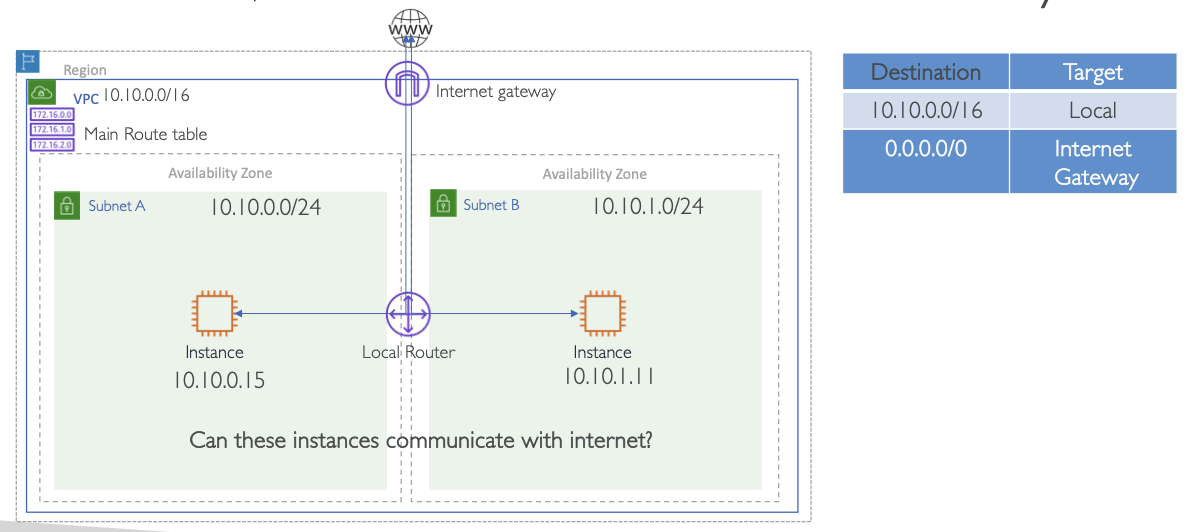 WWW
Region
VPC 10.10.0.0/16
Internet gateway
172.16.0.0
172.16.1.0
172.16.2.0
Main Route table
Availability Zone
Subnet A 10.10.0.0/24
Instance
10.10.0.15
Local Router
Availability Zone
Subnet B 10.10.1.0/24
Instance
10.10.1.11
Can these instances communicate with internet?
Destination Target
10.10.0.0/16 Local
0.0.0.0/0 Internet
Gateway